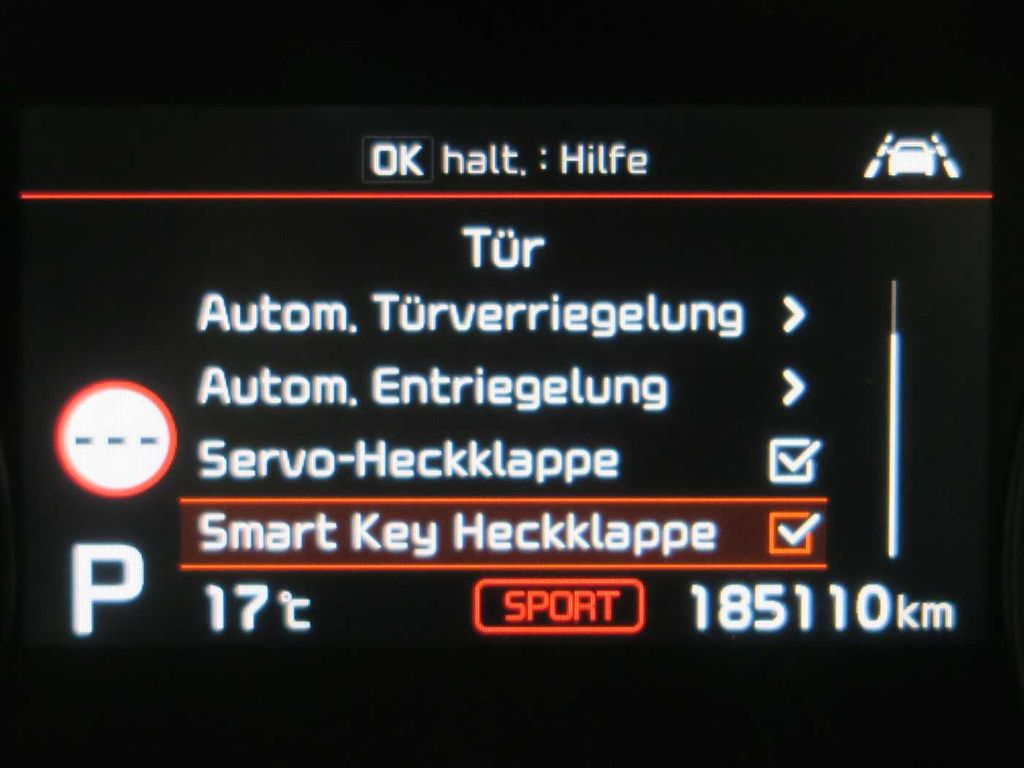 OK halt. : Hilfe
Tür
Autom. Türverriegelung
Autom. Entriegelung
Servo-Heckklappe
Smart Key Heckklappe
---
P
17°C SPORT 185110km